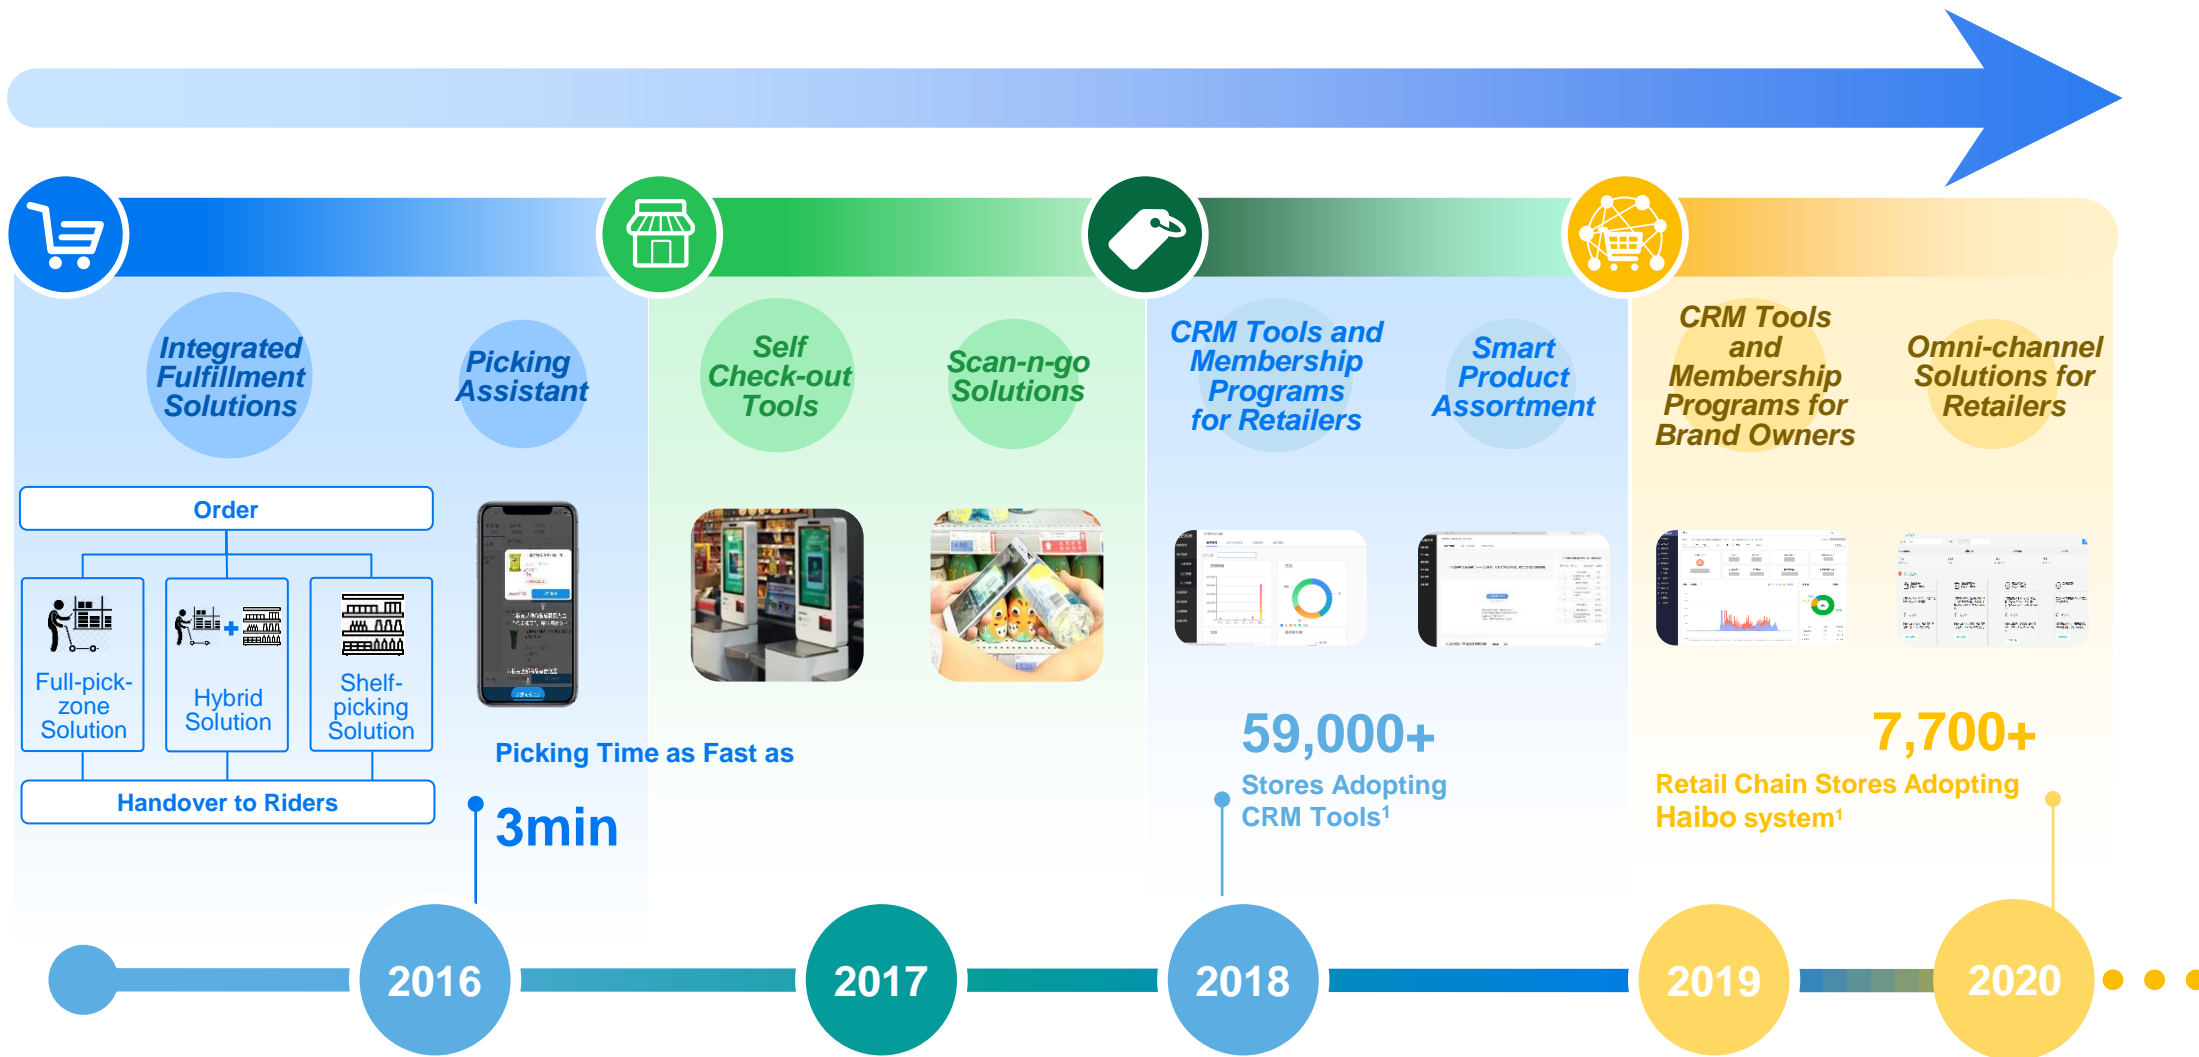 Integrated
Fulfillment
Solutions
Picking
Assistant
Self
Check-out
Tools
Scan-n-go
Solutions
CRM Tools and
Membership
Programs
for Retailers
Smart
Product
Assortment
CRM Tools
and
Membership
Programs for
Brand Owners
Omni-channel
Solutions for
Retailers
Order
Full-pick-
zone
Solution
Hybrid
Solution
Shelf-
picking
Solution
Handover to Riders
Picking Time as Fast as
3min
59,000+
Stores Adopting
CRM Tools¹
7,700+
Retail Chain Stores Adopting
Haibo system¹
2016
2017
2018
2019
2020